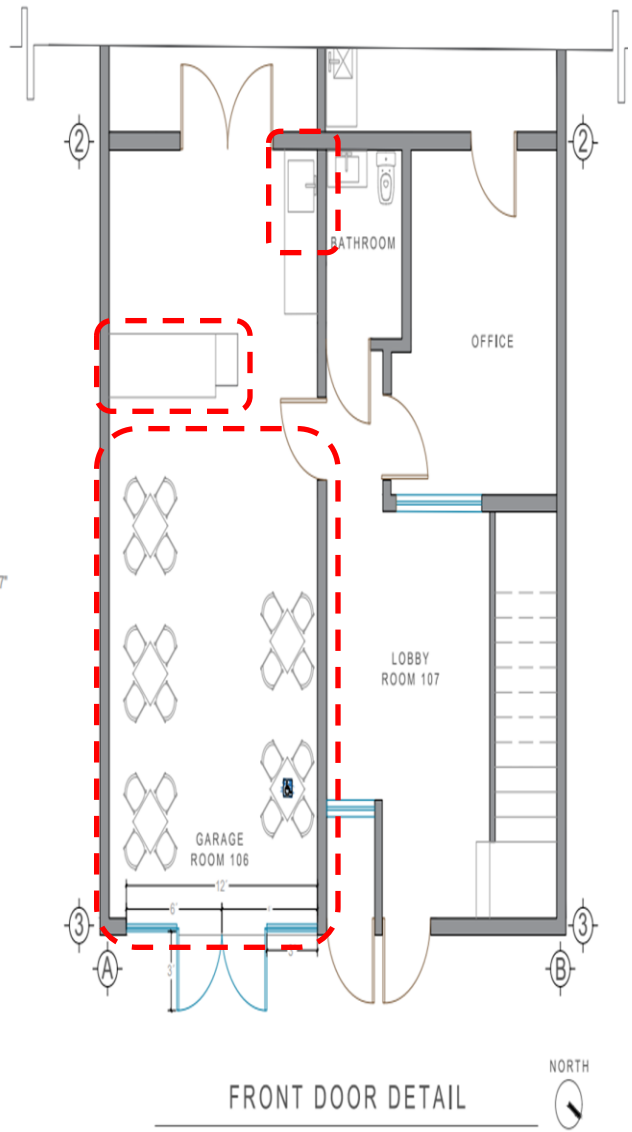 2
2
BATHROOM
OFFICE
7"
LOBBY
ROOM 107
GARAGE
ROOM 106
12'
6'
3'
3
3
A
B
NORTH
FRONT DOOR DETAIL